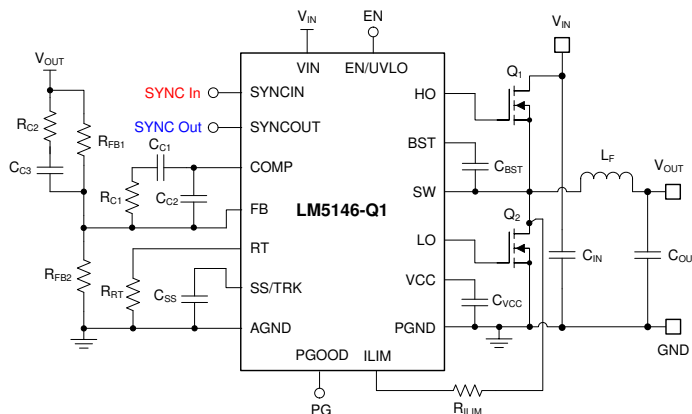 VIN
EN
VIN
VOUT
VIN
EN/UVLO
Q1
SYNC In
SYNCIN
HO
RC2
RFB1
SYNC Out
SYNCOUT
CC1
BST
CC3
COMP
CBST
LF
VOUT
RC1
CC2
SW
FB
LM5146-Q1
Q2
RT
LO
CIN
COU
RFB2
RRT
CSS
SS/TRK
VCC
CVCC
AGND
PGND
PGOOD
ILIM
GND
PG
RILIM